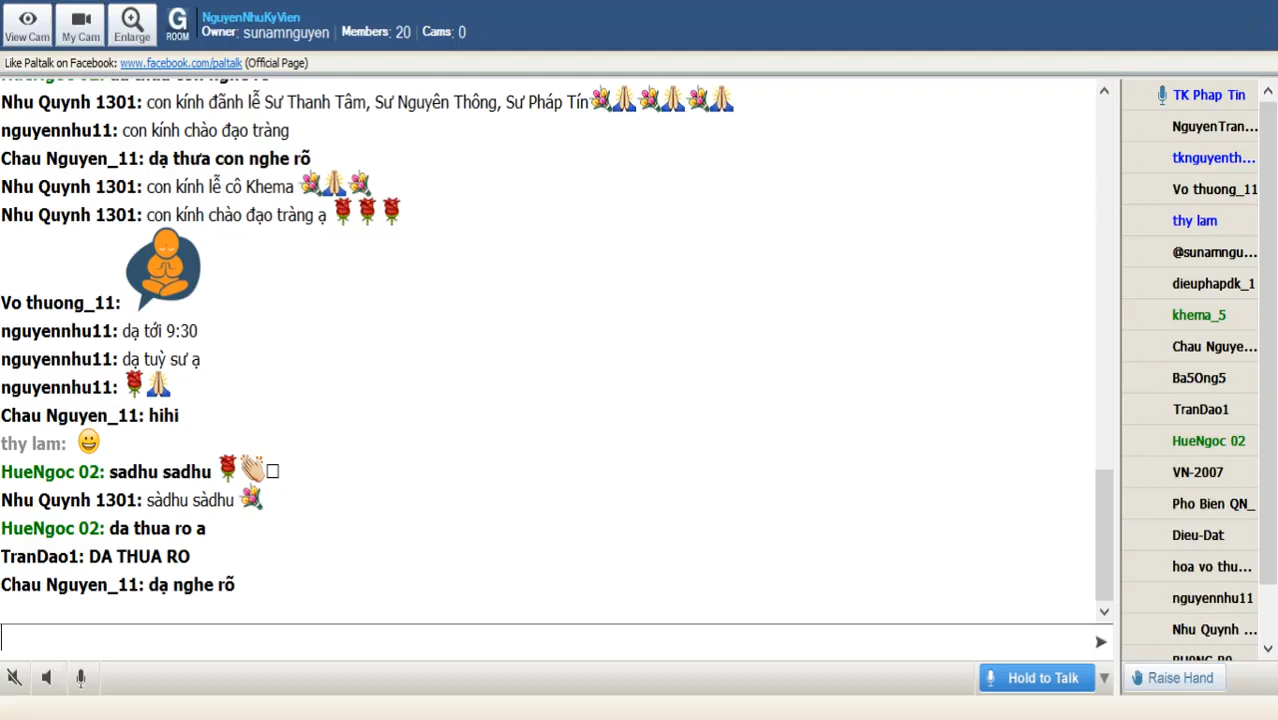 View Cam
My Cam
Enlarge
G
ROOM
NguyenNhuKyVien
Owner: sunamnguyen Members: 20 Cams: 0
Like Paltalk on Facebook: www.facebook.com/paltalk (Official Page)
Nhu Quynh 1301: con kính đãnh lễ Sư Thanh Tâm, Sư Nguyên Thông, Sư Pháp Tín
nguyennhu11: con kính chào đạo tràng
Chau Nguyen_11: dạ thưa con nghe rõ
Nhu Quynh 1301: con kính lễ cô Khema
Nhu Quynh 1301: con kính chào đạo tràng ạ
Vo thuong_11:
nguyennhu11: dạ tới 9:30
nguyennhu11: dạ tuỳ sư ạ
nguyennhu11:
Chau Nguyen_11: hihi
thy lam:
HueNgoc 02: sadhu sadhu
Nhu Quynh 1301: sàdhu sàdhu
HueNgoc 02: da thua ro a
TranDao1: DA THUA RO
Chau Nguyen_11: dạ nghe rõ
TK Phap Tin
NguyenTran...
tknguyenth...
Vo thuong_11
thy lam
@sunamngu...
dieuphapdk_1
khema_5
Chau Nguye...
Ba5Ong5
TranDao1
HueNgoc 02
VN-2007
Pho Bien QN_
Dieu-Dat
hoa vo thu...
nguyennhu11
Nhu Quynh ...
Hold to Talk
Raise Hand